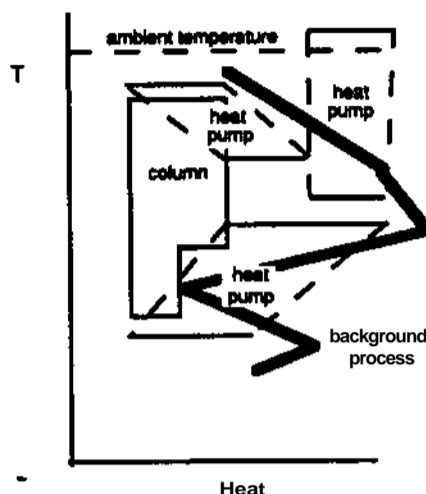 ambient temperature
T
heat
pump
heat
pump
column
heat
pump
background
process
Heat